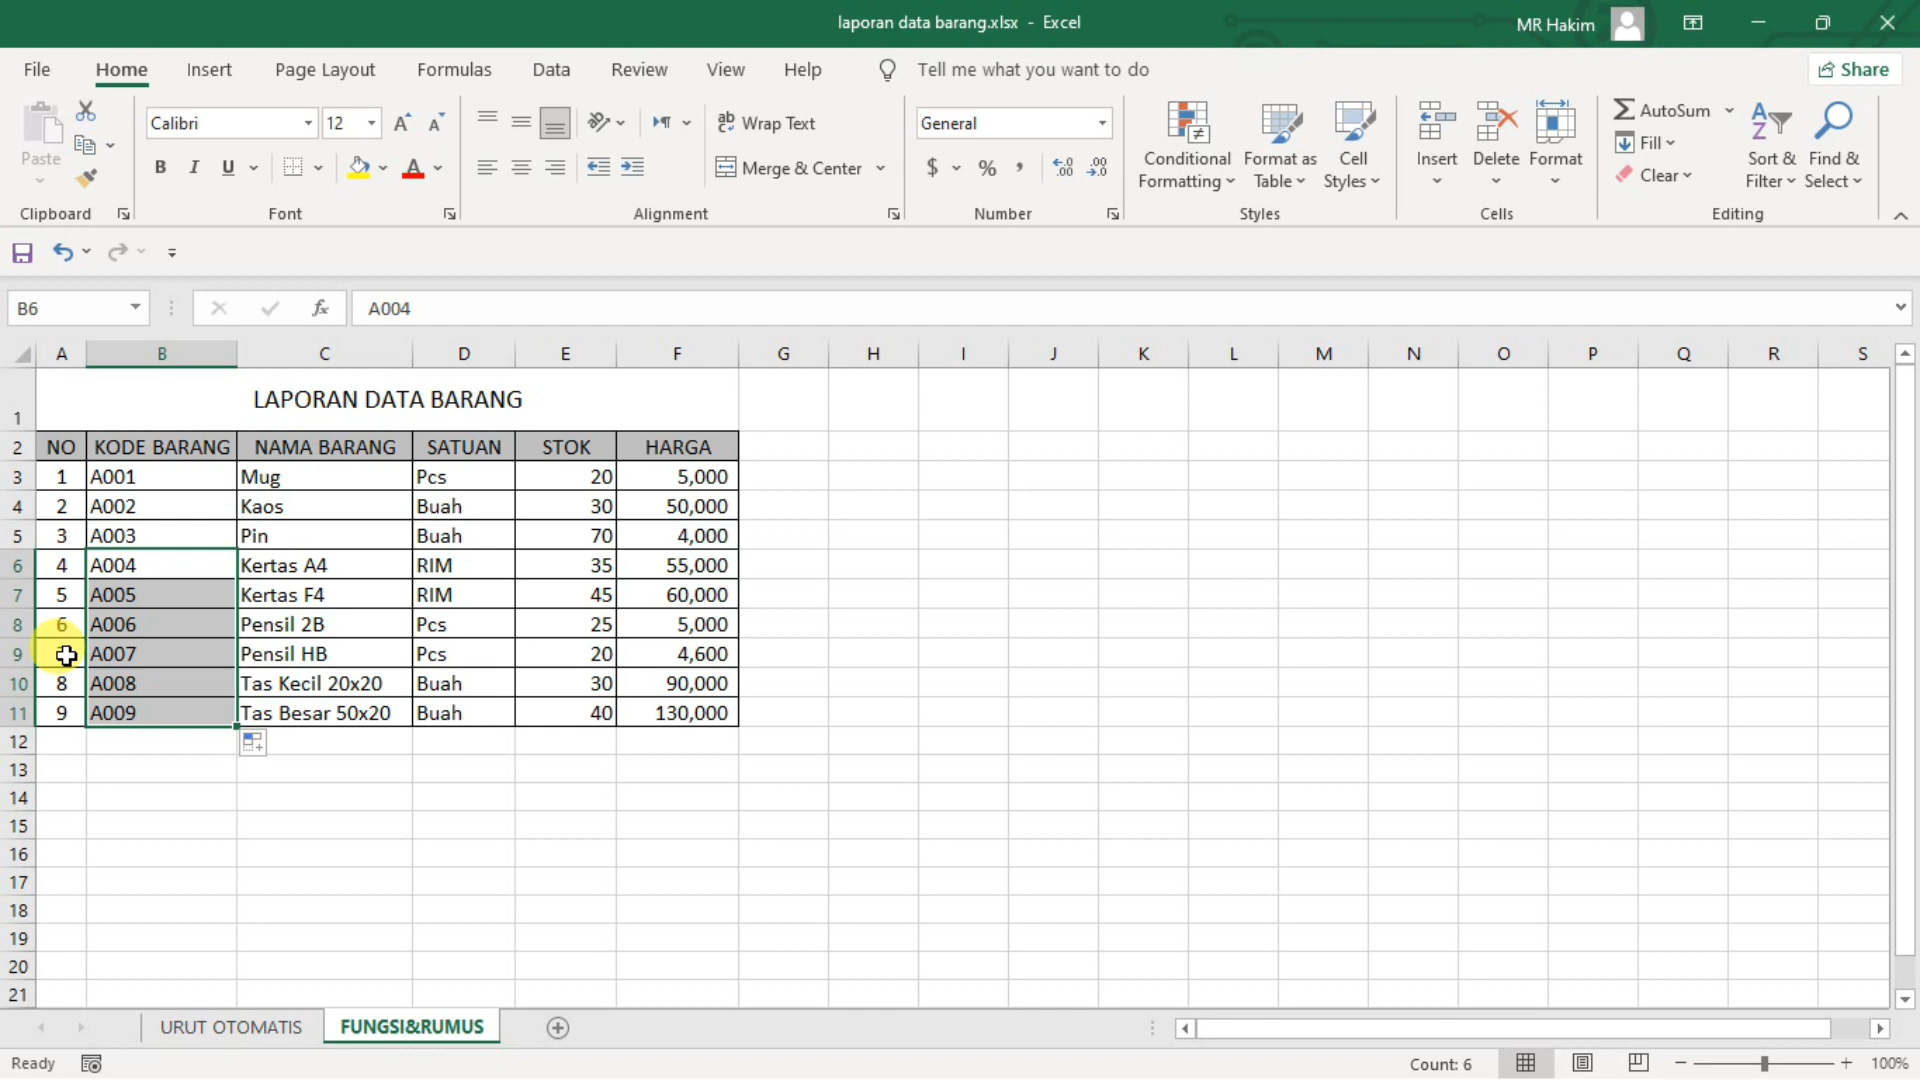 laporan data barang.xlsx - Excel
MR Hakim
File Home Insert Page Layout Formulas Data Review View Help Tell me what you want to do Share
Paste
Clipboard
Calibri 12
B I U A
Font
Wrap Text
Merge & Center
Alignment
General
$ % ,
Number
Conditional Formatting
Format as Table
Cell Styles
Styles
Insert Delete Format
Cells
AutoSum
Fill
Clear
Sort & Filter
Find & Select
Editing
B6 fx A004
A B C D E F G H I J K L M N O P Q R S
1 LAPORAN DATA BARANG
2 NO KODE BARANG NAMA BARANG SATUAN STOK HARGA
3 1 A001 Mug Pcs 20 5,000
4 2 A002 Kaos Buah 30 50,000
5 3 A003 Pin Buah 70 4,000
6 4 A004 Kertas A4 RIM 35 55,000
7 5 A005 Kertas F4 RIM 45 60,000
8 6 A006 Pensil 2B Pcs 25 5,000
9 A007 Pensil HB Pcs 20 4,600
10 8 A008 Tas Kecil 20x20 Buah 30 90,000
11 9 A009 Tas Besar 50x20 Buah 40 130,000
12
13
14
15
16
17
18
19
20
21
URUT OTOMATIS FUNGSI&RUMUS
Ready Count: 6 100%